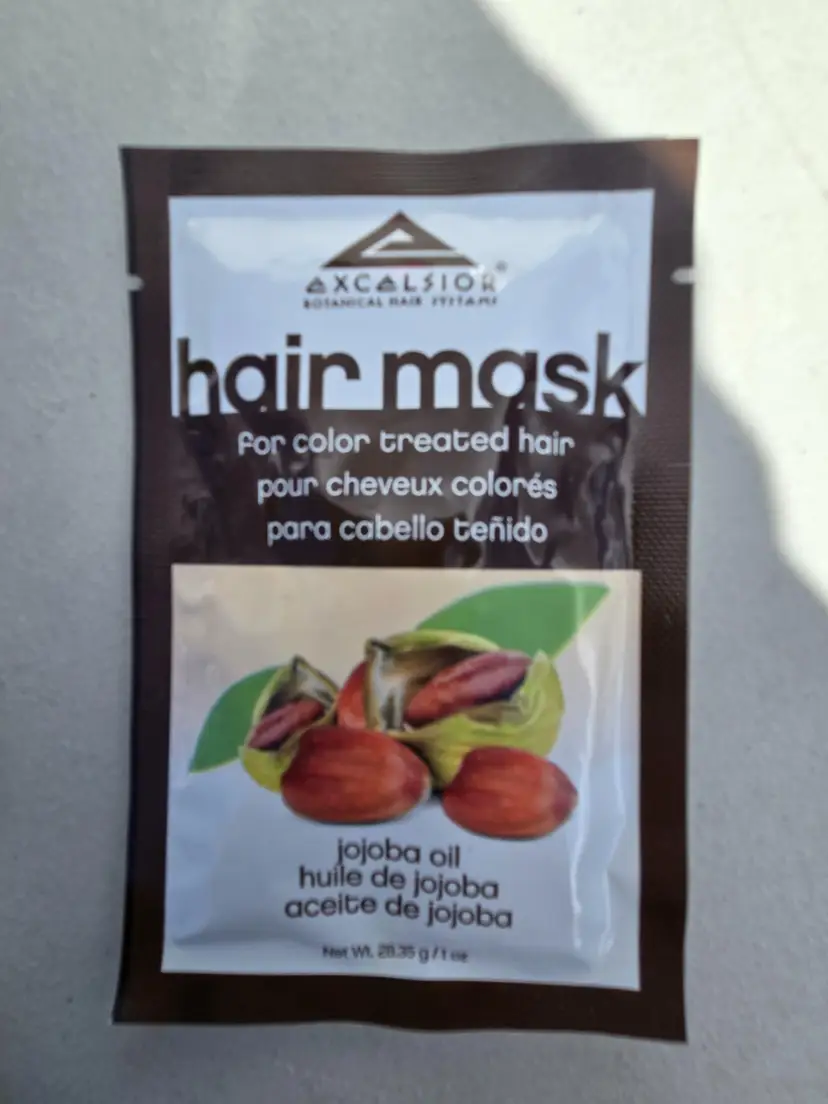 excalsior®
BOTANICAL HAIR SYSTEMS
hair mask
for color treated hair
pour cheveux colorés
para cabello teñido
jojoba oil
huile de jojoba
aceite de jojoba
Net Wt. 28.35 g / 1 oz